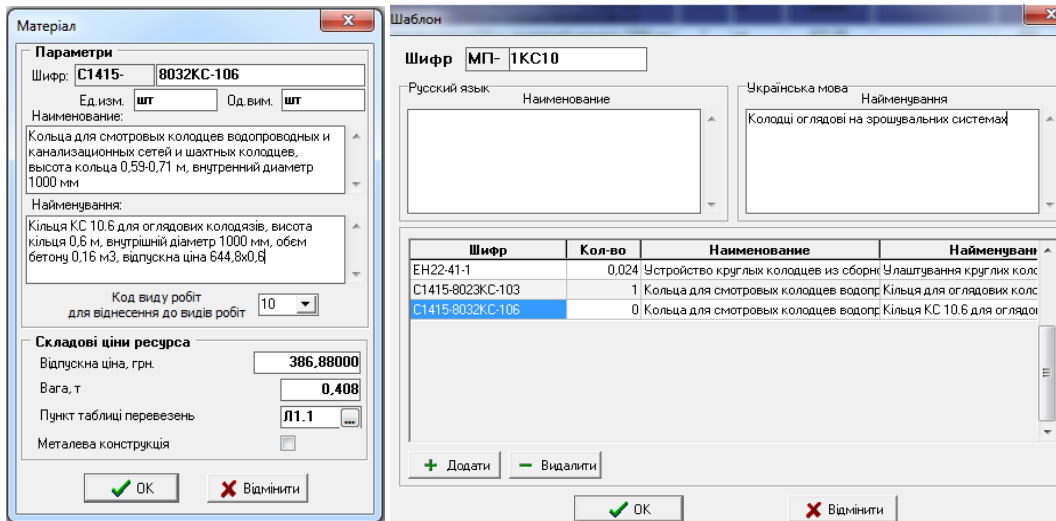 Матеріал
Параметри
Шифр: С1415- 8032КС-106
Ед.изм. шт Од.вим. шт
Наименование:
Кольца для смотровых колодцев водопроводных и
канализационных сетей и шахтных колодцев,
высота кольца 0,59-0,71 м, внутренний диаметр
1000 мм
Найменування:
Кільця КС 10.6 для оглядових колодязів, висота
кільця 0,6 м, внутрішній діаметр 1000 мм, обєм
бетону 0,16 м3, відпускна ціна 644,8х0,6
Код виду робіт
для віднесення до видів робіт 10
Складові ціни ресурса
Відпускна ціна, грн. 386,88000
Вага, т 0,408
Пункт таблиці перевезень Л1.1 ...
Металева конструкція
OK Відмінити
Шаблон
Шифр МП- 1КС10
Русский язык
Наименование
Українська мова
Найменування
Колодці оглядові на зрошувальних системах
Шифр Кол-во Наименование Найменуванн
ЕН22-41-1 0,024 Устройство круглых колодцев из сборно Улаштування круглих коло
С1415-8023КС-103 1 Кольца для смотровых колодцев водопр Кільця для оглядових коло
С1415-8032КС-106 0 Кольца для смотровых колодцев водопр Кільця КС 10.6 для оглядо
Додати Видалити
OK Відмінити